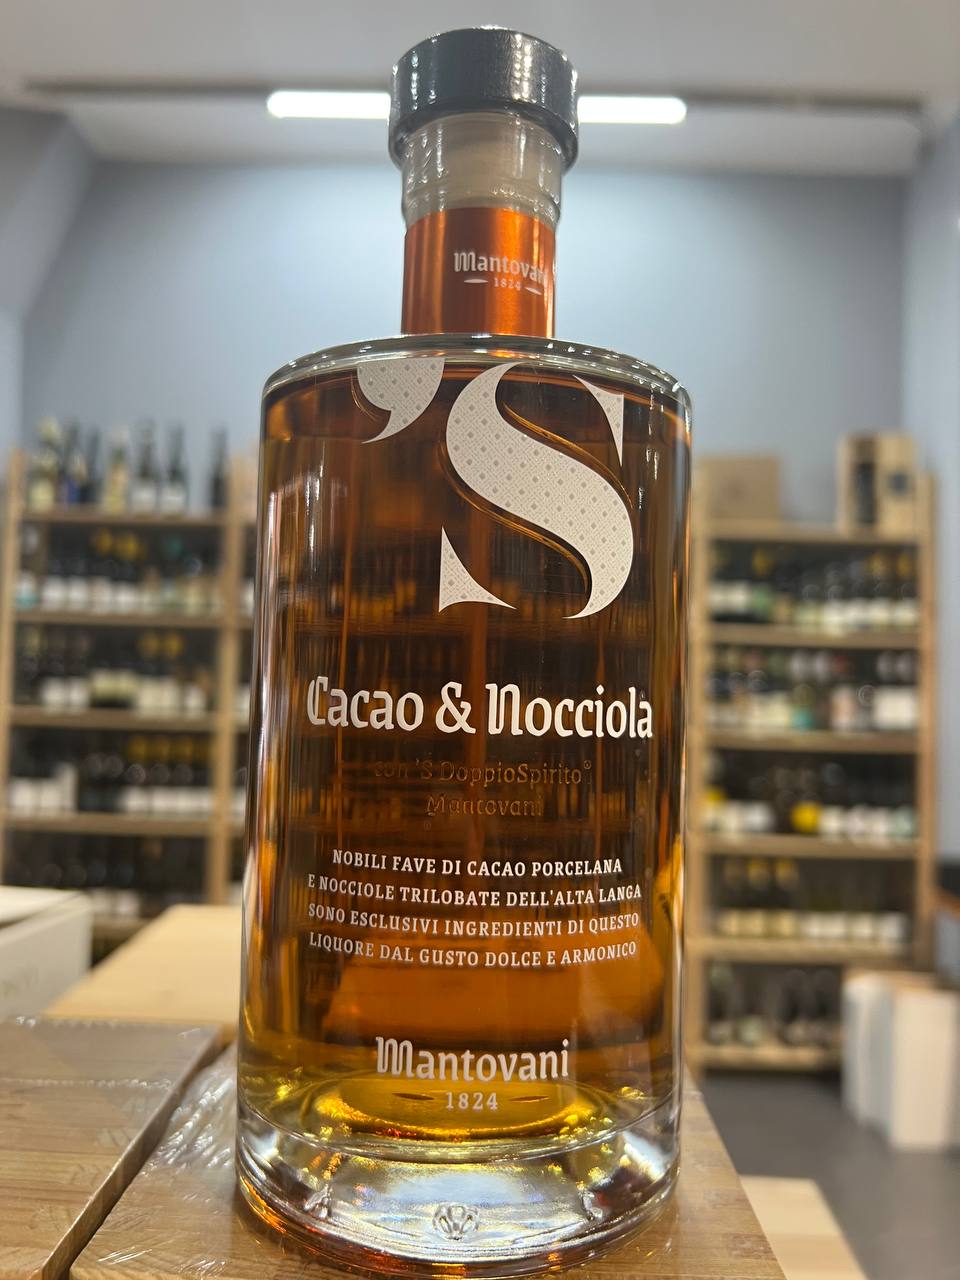 Mantovani
1824
'S
Cacao & Nocciola
con 'S DoppioSpirito®
Mantovani
NOBILI FAVE DI CACAO PORCELANA
E NOCCIOLE TRILOBATE DELL'ALTA LANGA
SONO ESCLUSIVI INGREDIENTI DI QUESTO
LIQUORE DAL GUSTO DOLCE E ARMONICO
Mantovani
1824